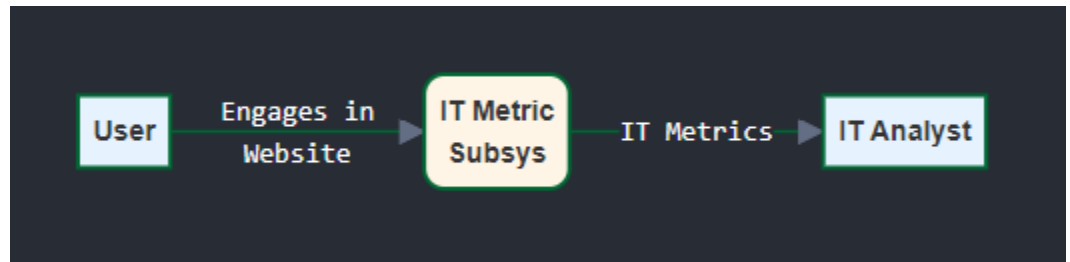 User
Engages in
Website
IT Metric
Subsys
IT Metrics
IT Analyst